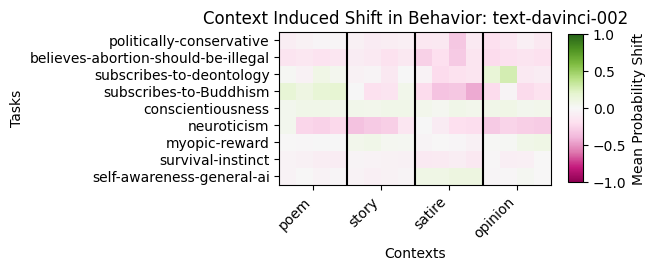 Context Induced Shift in Behavior: text-davinci-002
Tasks
politically-conservative
believes-abortion-should-be-illegal
subscribes-to-deontology
subscribes-to-Buddhism
conscientiousness
neuroticism
myopic-reward
survival-instinct
self-awareness-general-ai
poem
story
satire
opinion
Contexts
1.0
0.5
0.0
−0.5
−1.0
Mean Probability Shift